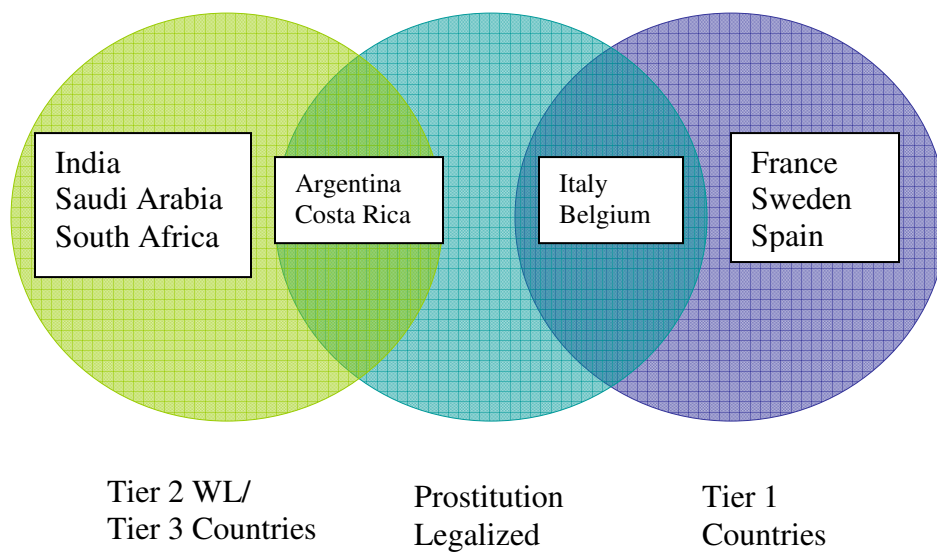 India
Saudi Arabia
South Africa
Argentina
Costa Rica
Italy
Belgium
France
Sweden
Spain
Tier 2 WL/
Tier 3 Countries
Prostitution
Legalized
Tier 1
Countries